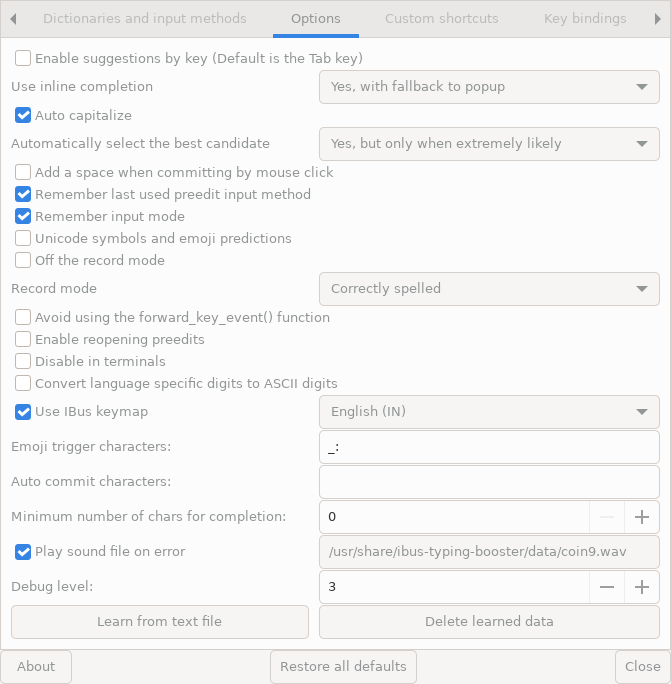 Dictionaries and input methods Options Custom shortcuts Key bindings
Enable suggestions by key (Default is the Tab key)
Use inline completion Yes, with fallback to popup
Auto capitalize
Automatically select the best candidate Yes, but only when extremely likely
Add a space when committing by mouse click
Remember last used preedit input method
Remember input mode
Unicode symbols and emoji predictions
Off the record mode
Record mode Correctly spelled
Avoid using the forward_key_event() function
Enable reopening preedits
Disable in terminals
Convert language specific digits to ASCII digits
Use IBus keymap English (IN)
Emoji trigger characters: _:
Auto commit characters:
Minimum number of chars for completion: 0
Play sound file on error /usr/share/ibus-typing-booster/data/coin9.wav
Debug level: 3
Learn from text file Delete learned data
About Restore all defaults Close